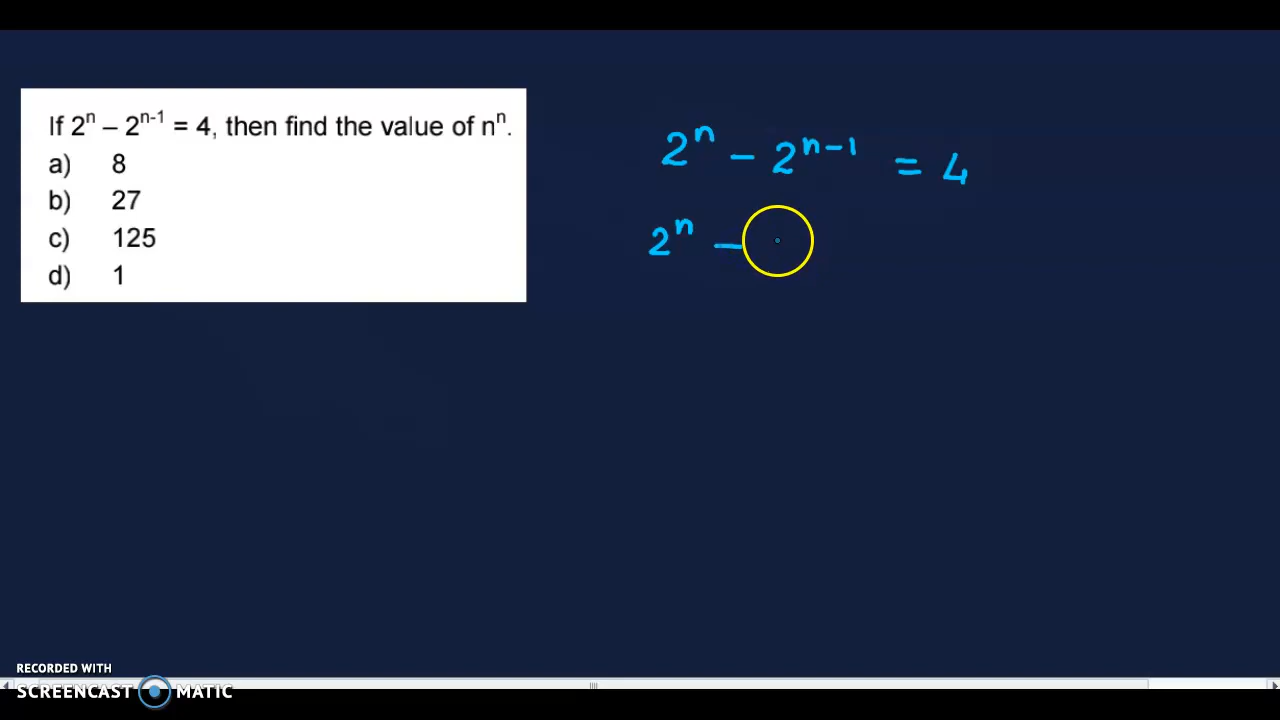 If 2ⁿ – 2ⁿ⁻¹ = 4, then find the value of nⁿ.
a) 8
b) 27
c) 125
d) 1
2ⁿ – 2ⁿ⁻¹ = 4
2ⁿ –
RECORDED WITH
SCREENCAST MATIC